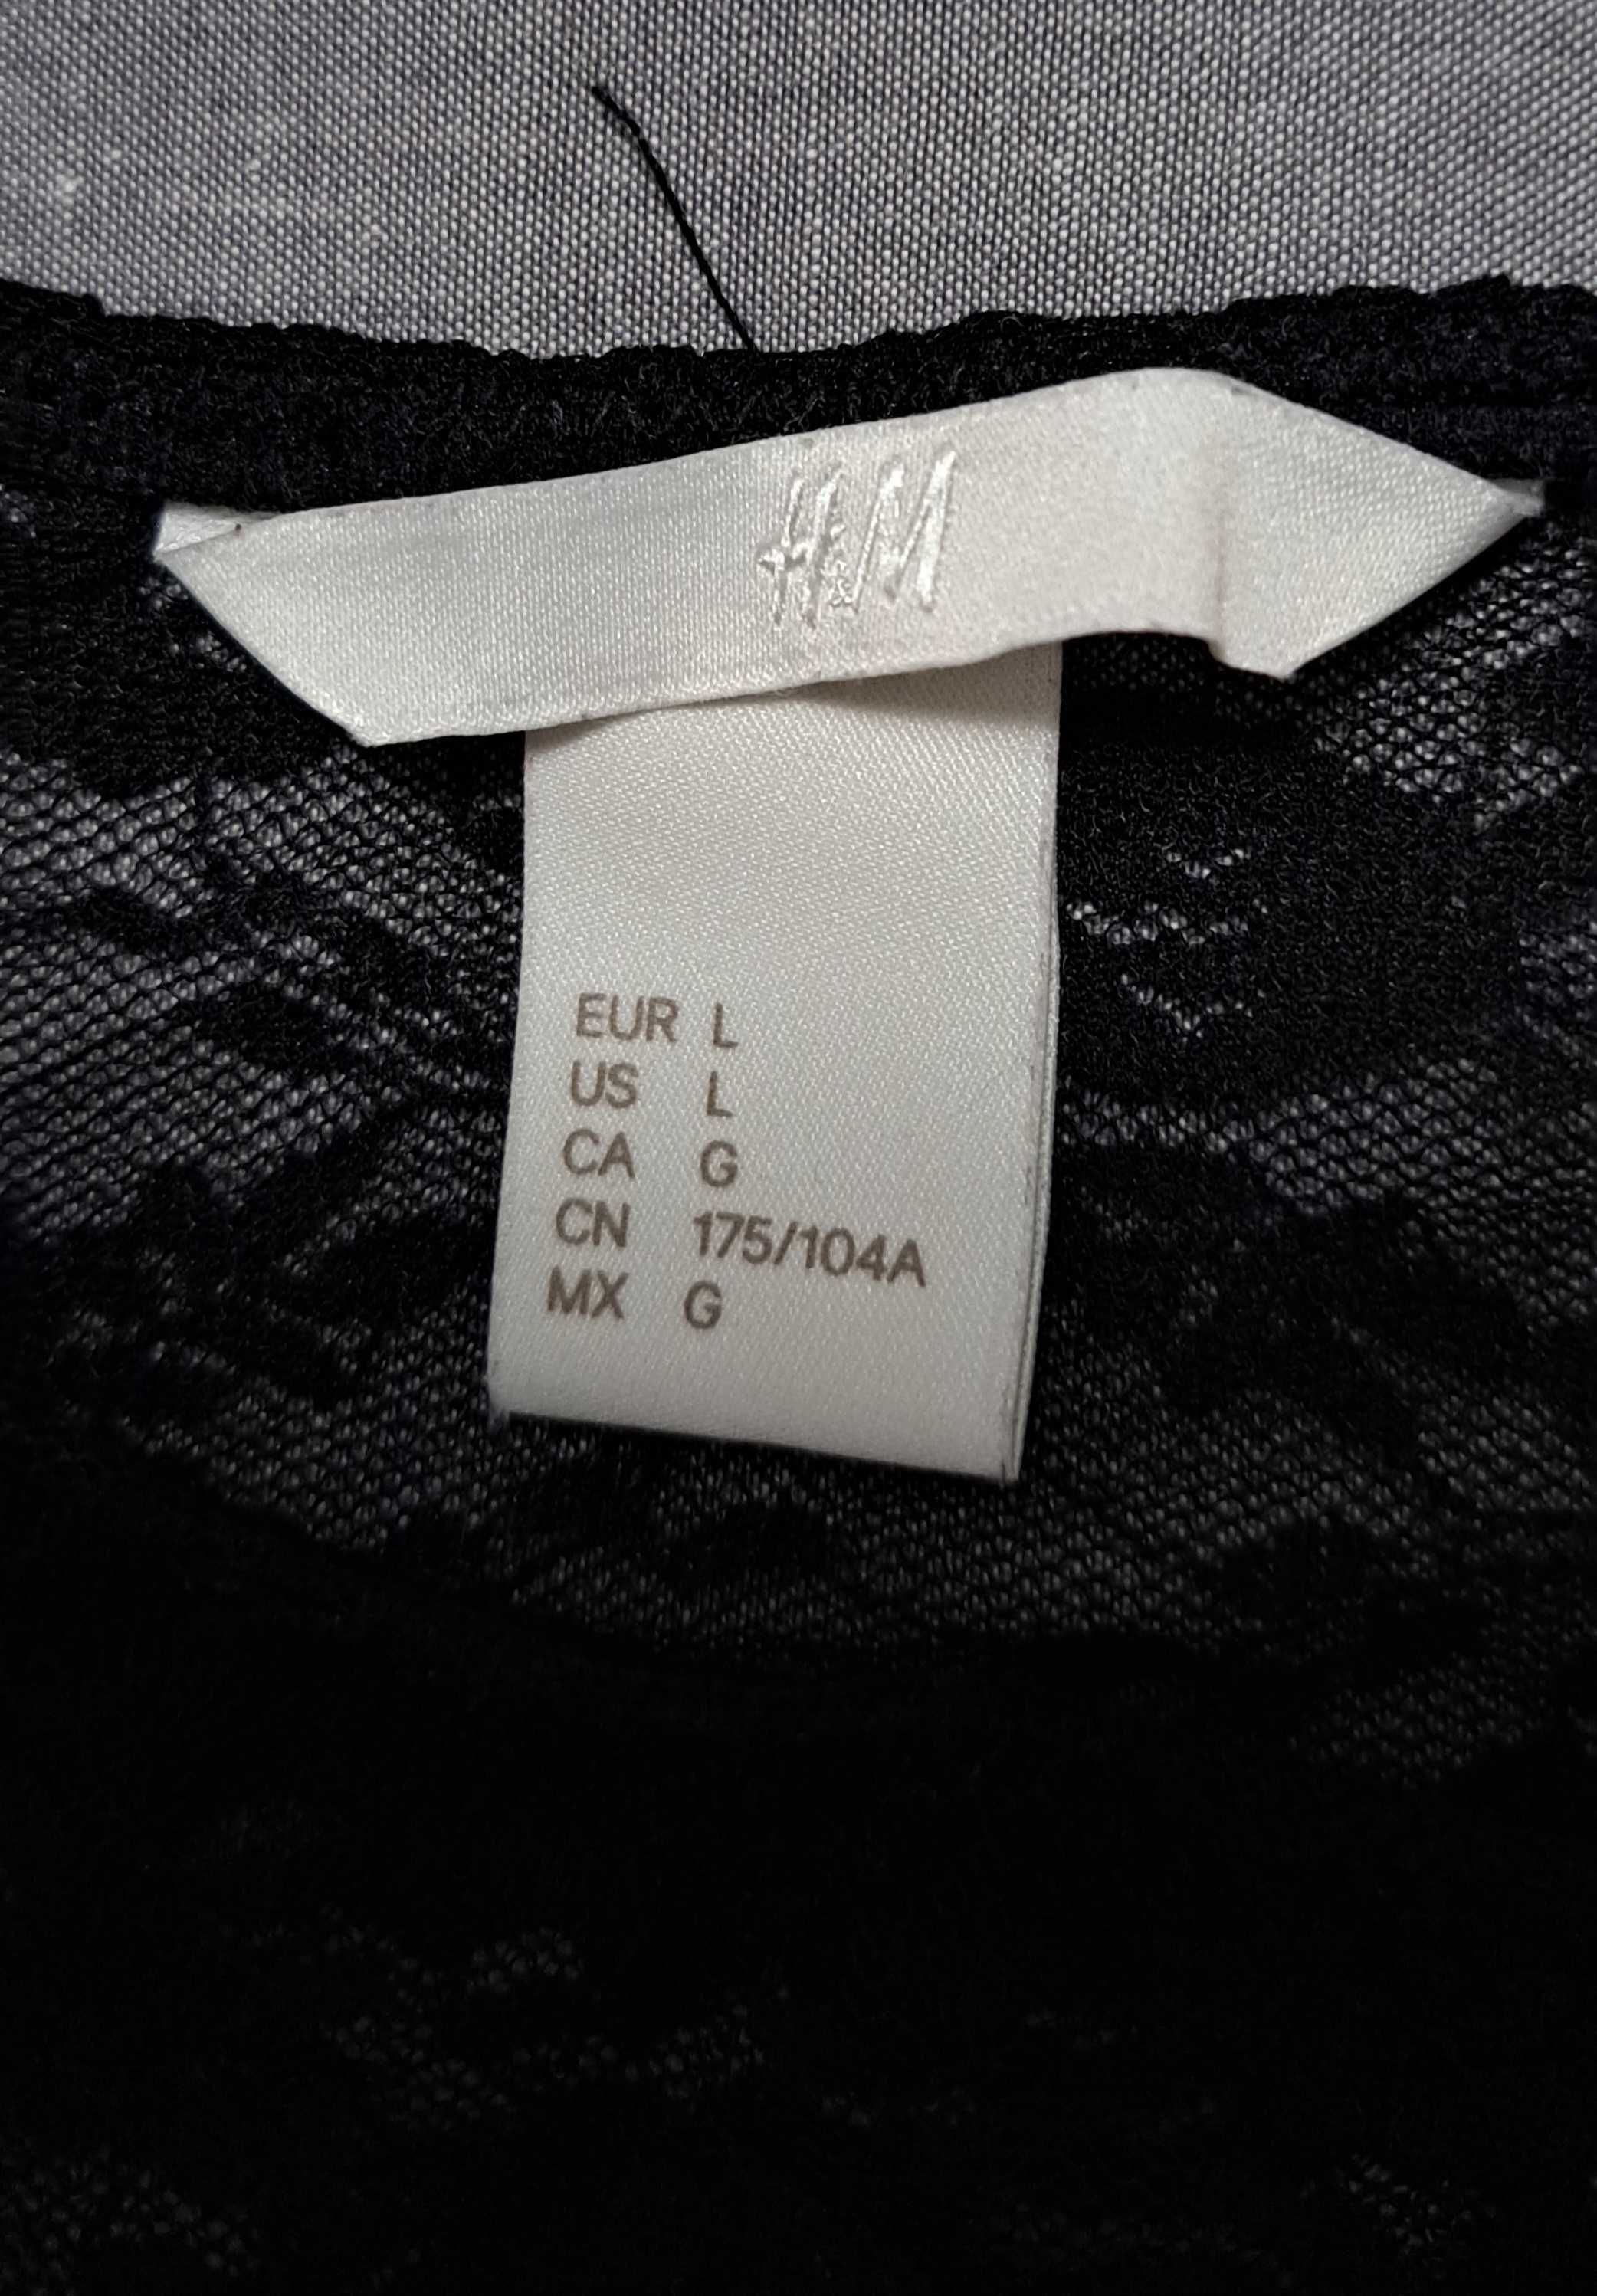 H&M
EUR L
US L
CA G
CN 175/104A
MX G